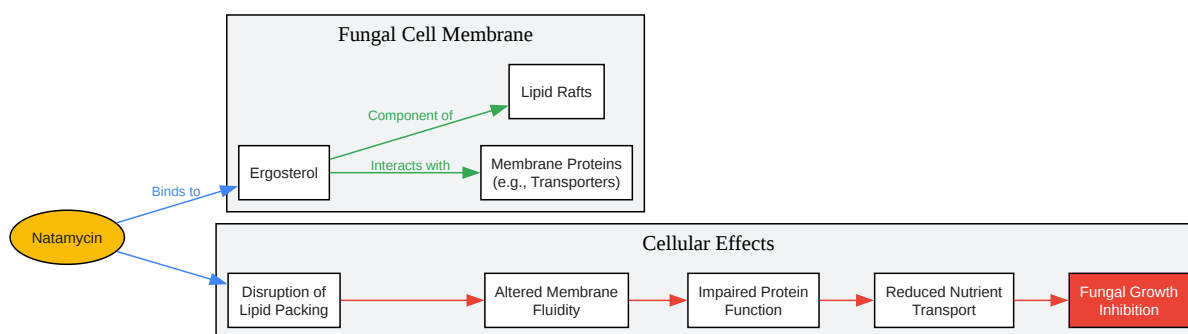 Fungal Cell Membrane
Lipid Rafts
Component of
Ergosterol
Interacts with
Membrane Proteins
(e.g., Transporters)
Binds to
Natamycin
Cellular Effects
Disruption of
Lipid Packing
Altered Membrane
Fluidity
Impaired Protein
Function
Reduced Nutrient
Transport
Fungal Growth
Inhibition